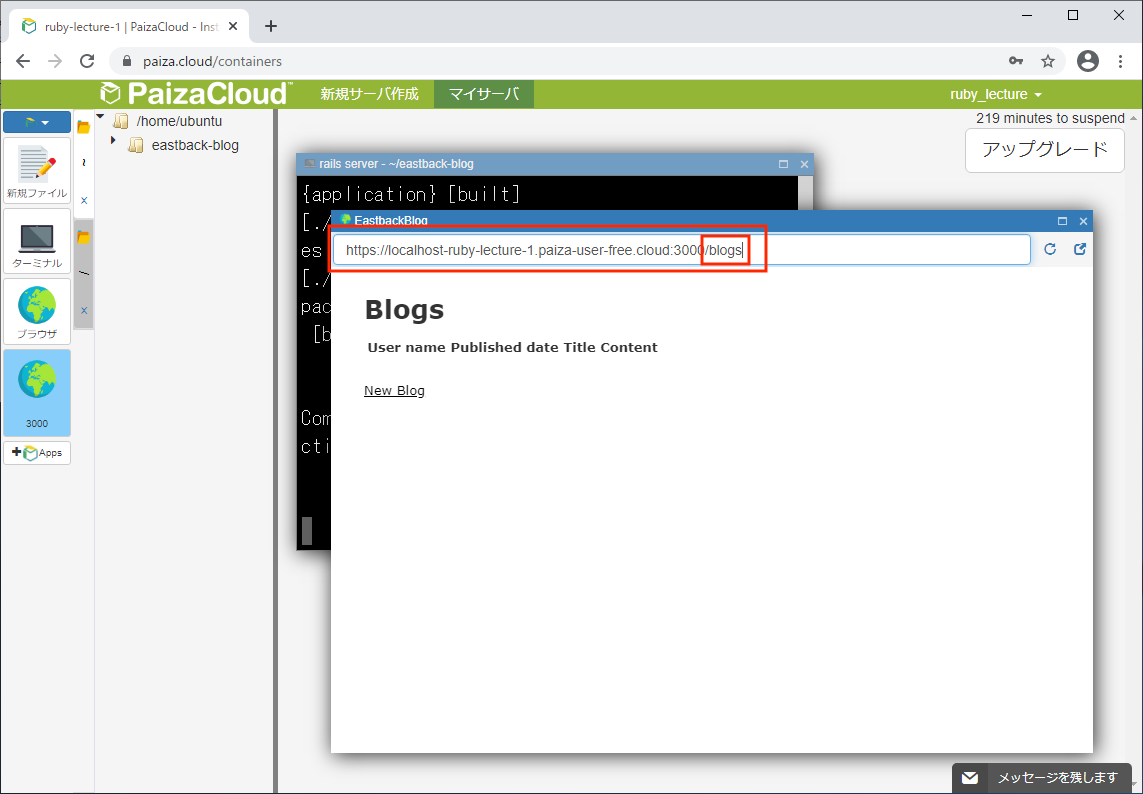 ruby-lecture-1 | PaizaCloud - Inst
paiza.cloud/containers
PaizaCloud
新規サーバ作成
マイサーバ
ruby_lecture
219 minutes to suspend
アップグレード
/home/ubuntu
eastback-blog
新規ファイル
ターミナル
ブラウザ
3000
Apps
~
x
/
x
rails server - ~/eastback-blog
{application} [built]
[./
es
[./
pac
[b
Com
cti
EastbackBlog
https://localhost-ruby-lecture-1.paiza-user-free.cloud:3000/blogs
Blogs
User name Published date Title Content
New Blog
メッセージを残します